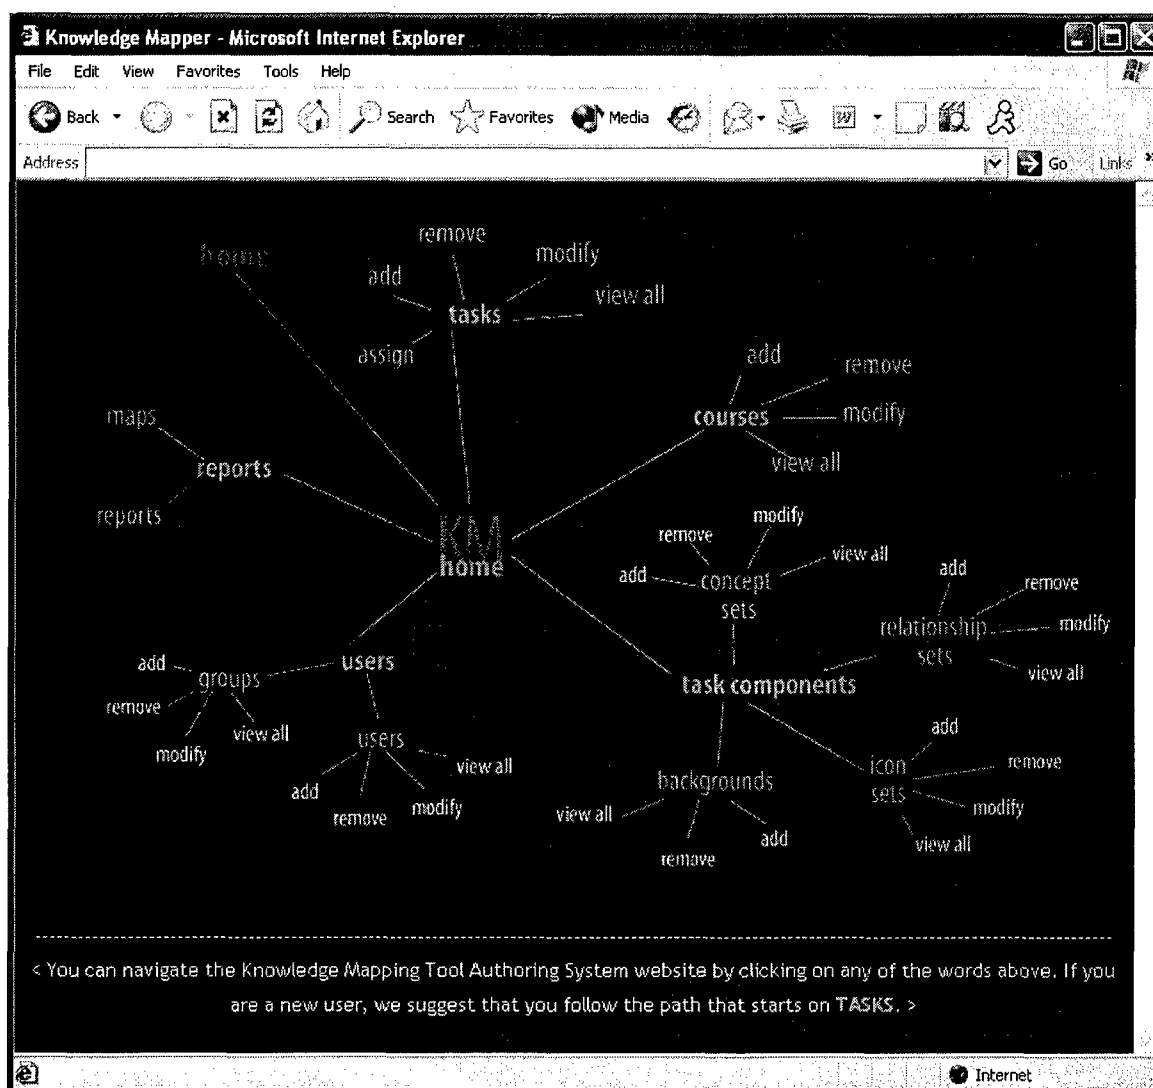 Knowledge Mapper - Microsoft Internet Explorer
File Edit View Favorites Tools Help
Back Search Favorites Media W
Address Go Links »
home
remove
add
modify
view all
tasks
assign
add
remove
courses
modify
view all
maps
reports
reports
KM
home
remove
modify
add
view all
concept
sets
add
remove
relationship
sets
modify
view all
users
add
groups
remove
modify
view all
users
view all
add
remove
modify
task components
backgrounds
view all
remove
add
icon
sets
add
remove
modify
view all
< You can navigate the Knowledge Mapping Tool Authoring System website by clicking on any of the words above. If you
are a new user, we suggest that you follow the path that starts on TASKS. >
Internet